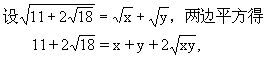 设√(11+2√18) = √x + √y，两边平方得
11+2√18 = x+y+2√xy,